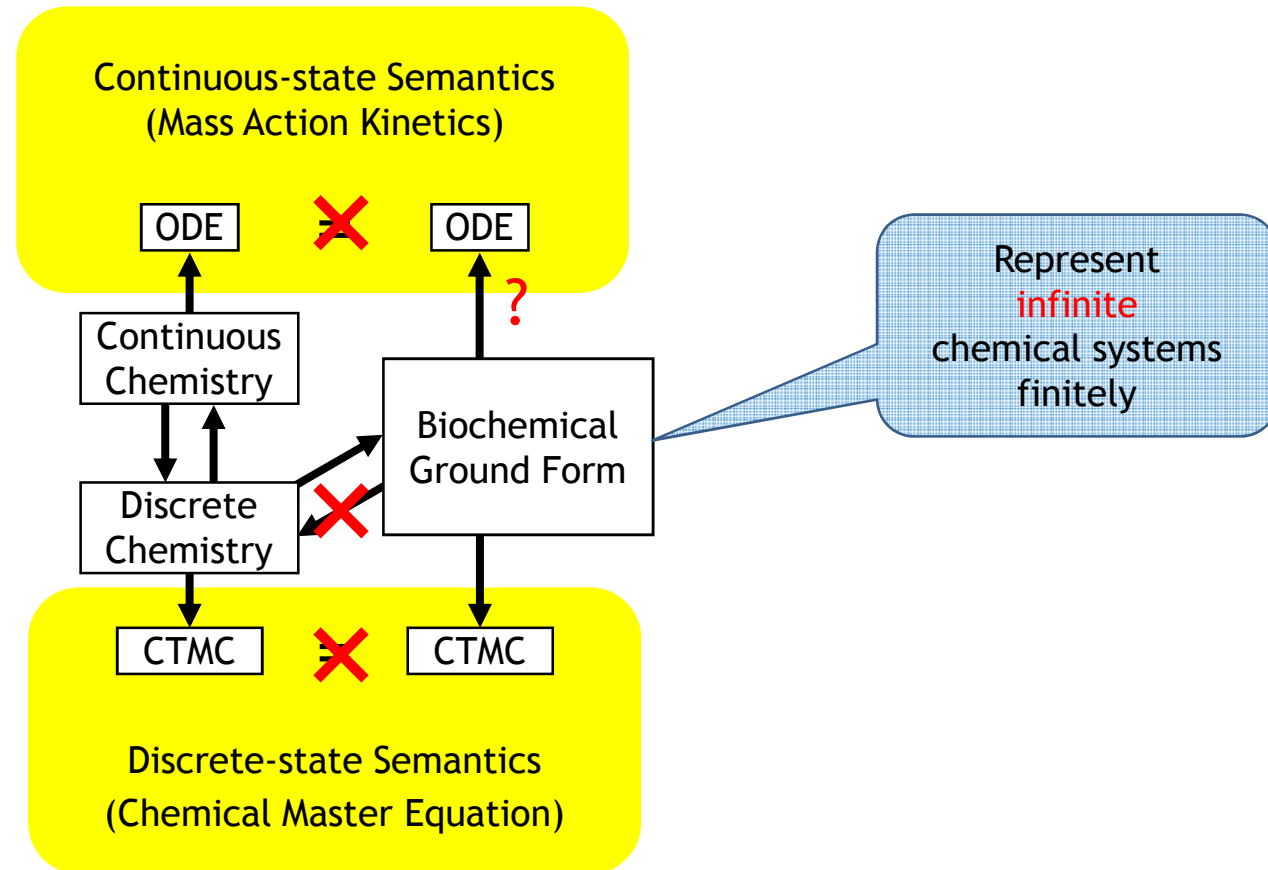 Continuous-state Semantics
(Mass Action Kinetics)
ODE
ODE
?
Continuous
Chemistry
Discrete
Chemistry
Biochemical
Ground Form
Represent
infinite
chemical systems
finitely
CTMC
CTMC
Discrete-state Semantics
(Chemical Master Equation)